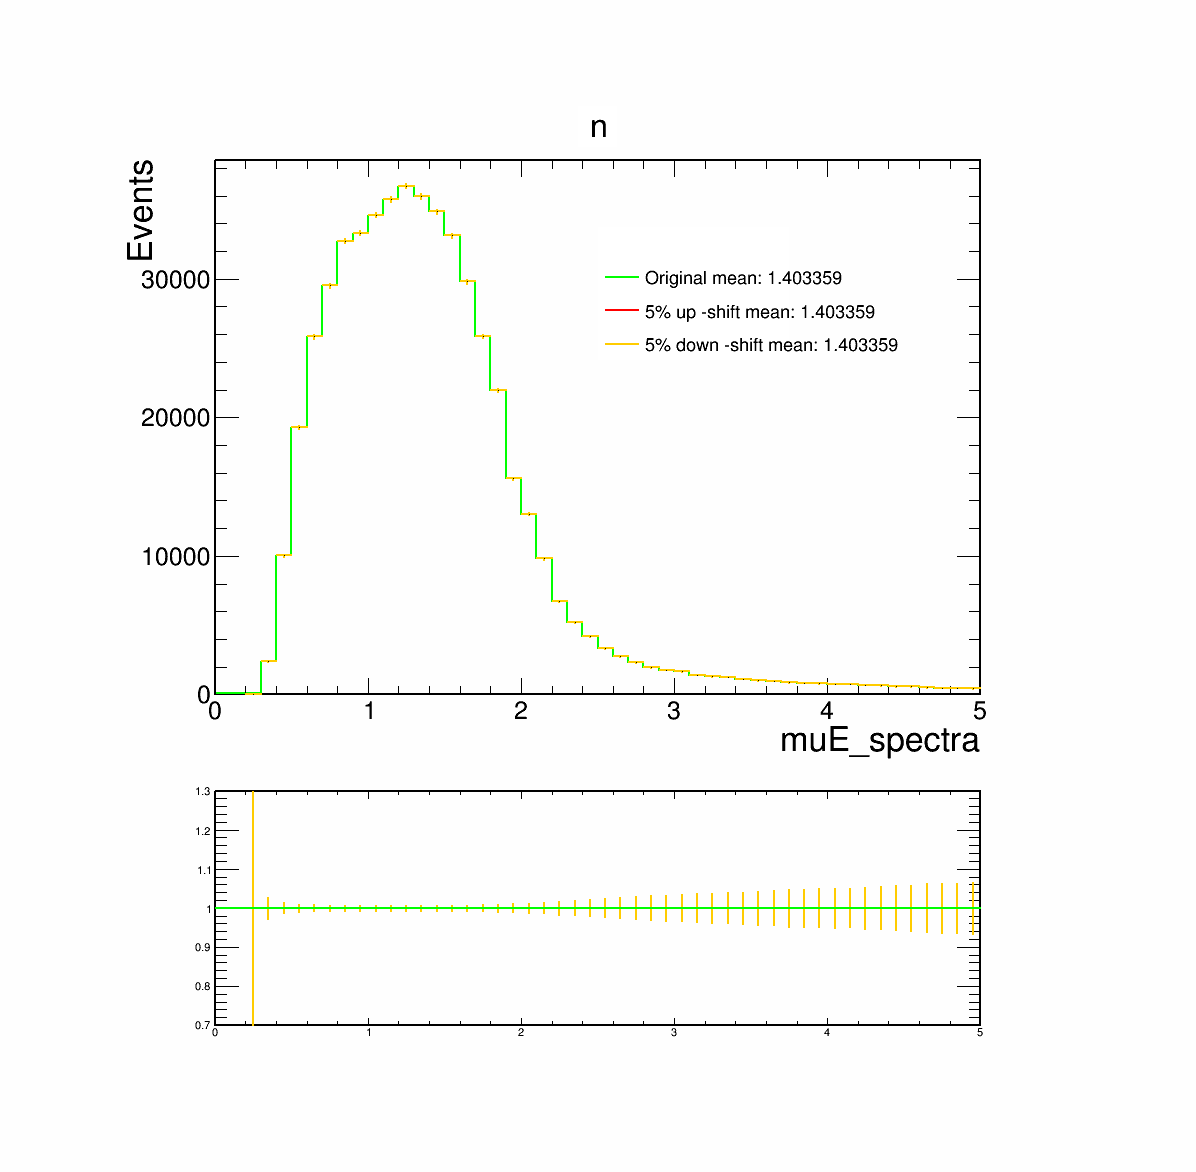 n
Events
30000
20000
10000
0
Original mean: 1.403359
5% up -shift mean: 1.403359
5% down -shift mean: 1.403359
0 1 2 3 4 5
muE_spectra
1.3
1.2
1.1
1
0.9
0.8
0.7
0 1 2 3 4 5